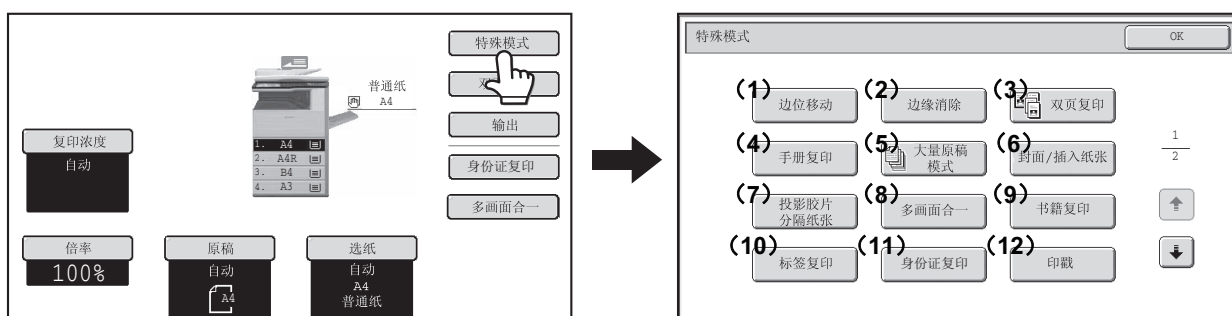 特殊模式
普通纸
A4
输出
身份证复印
多画面合一
复印浓度
自动
1. A4
2. A4R
3. B4
4. A3
倍率
100%
原稿
自动
A4
选纸
自动
A4
普通纸
特殊模式
OK
(1) 边位移动
(2) 边缘消除
(3) 双页复印
(4) 手册复印
(5) 大量原稿
模式
(6) 封面/插入纸张
(7) 投影胶片
分隔纸张
(8) 多画面合一
(9) 书籍复印
(10) 标签复印
(11) 身份证复印
(12) 印戳
1
2